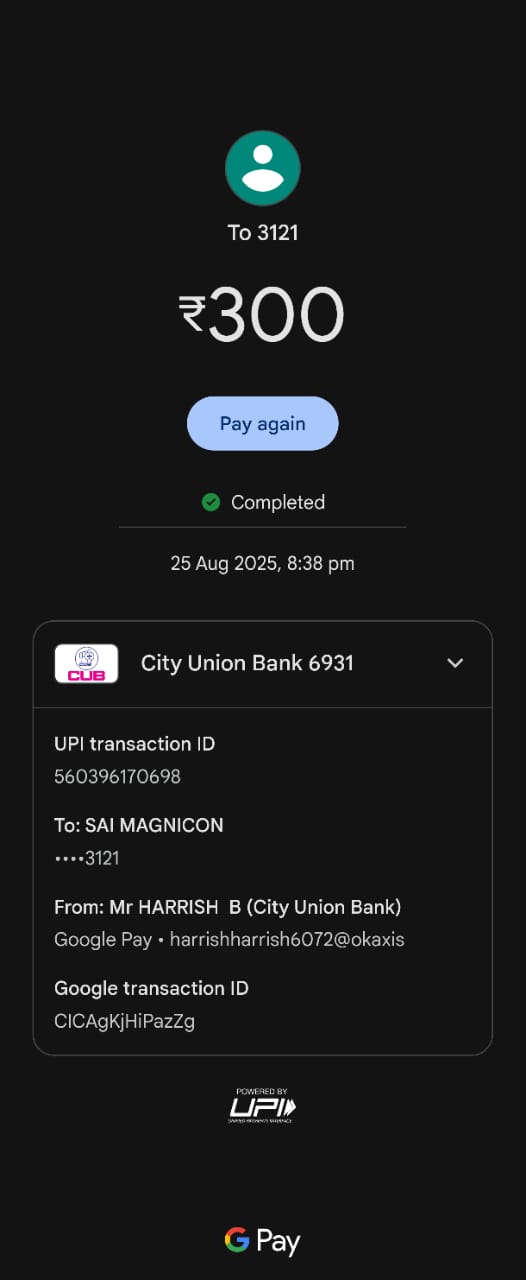 To 3121
₹300
Pay again
Completed
25 Aug 2025, 8:38 pm
CUB
City Union Bank 6931
UPI transaction ID
560396170698
To: SAI MAGNICON
••••3121
From: Mr HARRISH  B (City Union Bank)
Google Pay • harrishharrish6072@okaxis
Google transaction ID
CICAgKjHiPazZg
POWERED BY
UPI
UNIFIED PAYMENTS INTERFACE
G Pay